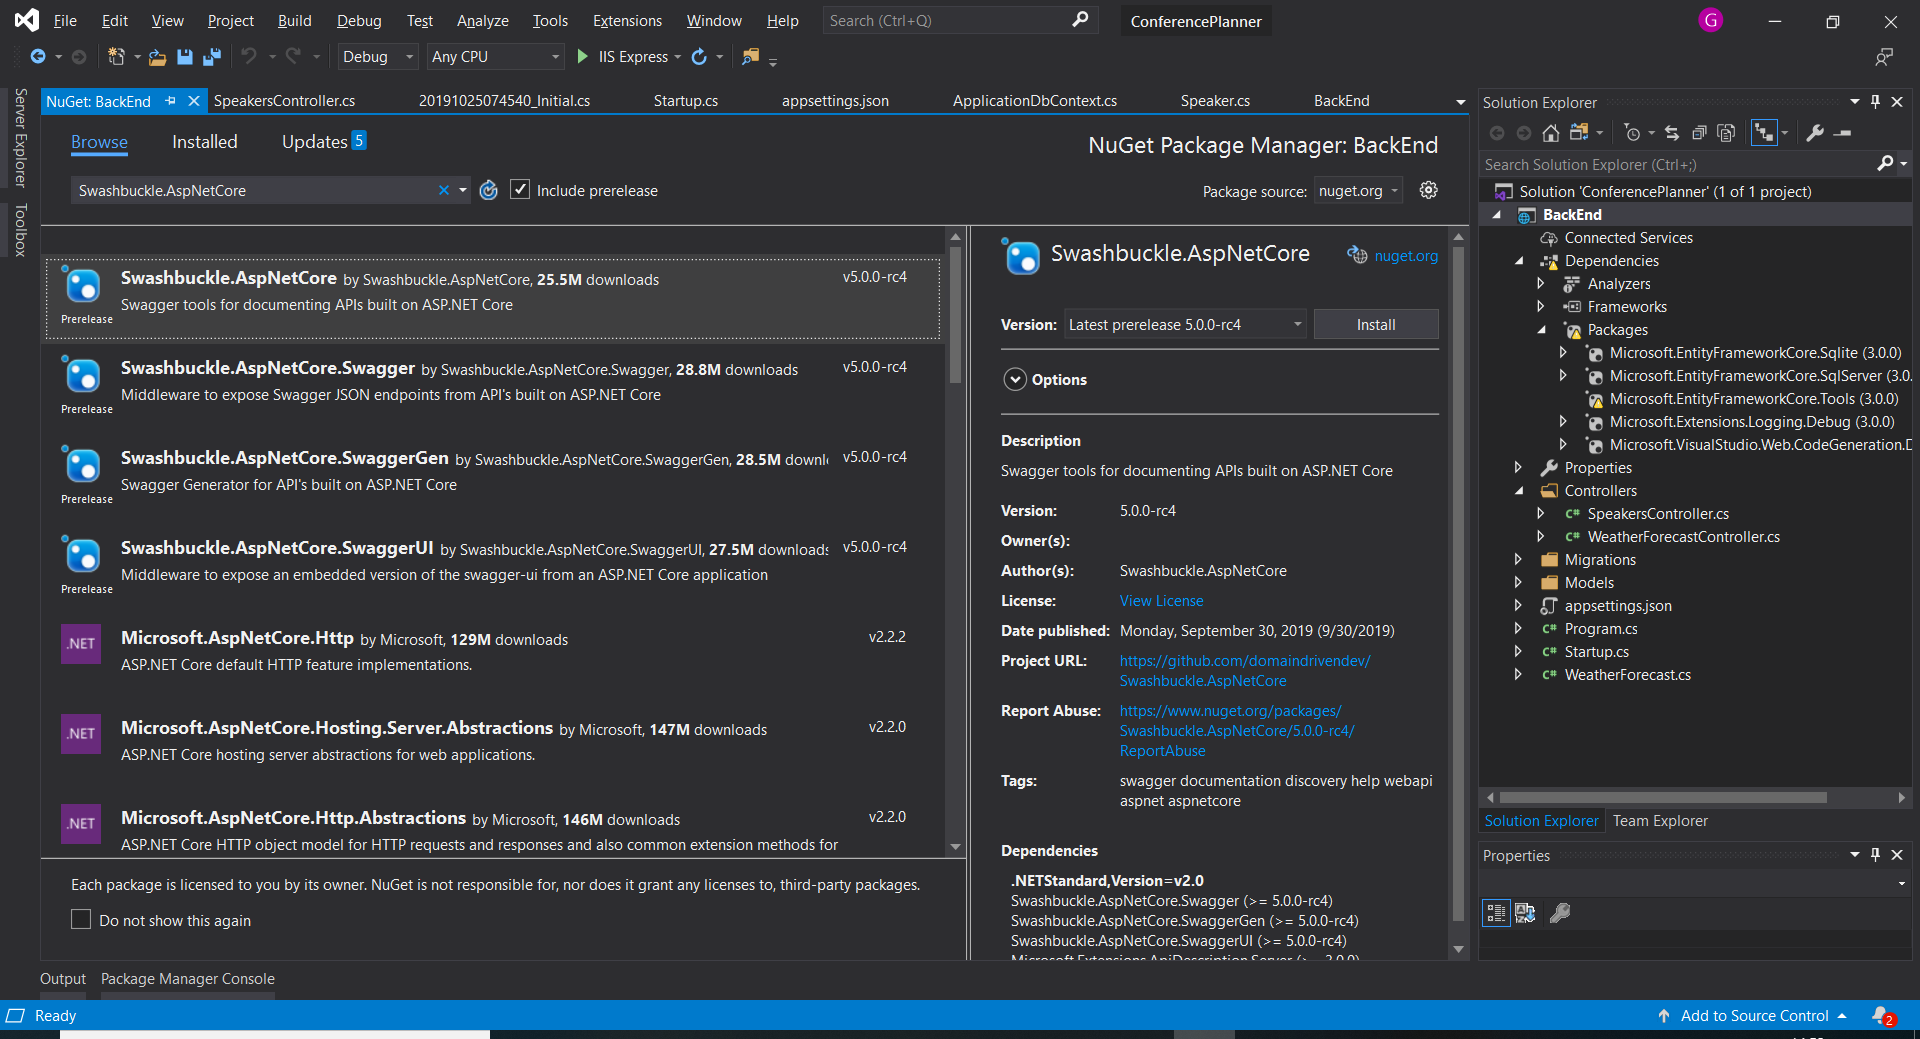 File Edit View Project Build Debug Test Analyze Tools Extensions Window Help Search (Ctrl+Q) ConferencePlanner G
Debug Any CPU IIS Express
Server Explorer
Toolbox
NuGet: BackEnd SpeakersController.cs 20191025074540_Initial.cs Startup.cs appsettings.json ApplicationDbContext.cs Speaker.cs BackEnd
Browse Installed Updates 5
NuGet Package Manager: BackEnd
Swashbuckle.AspNetCore Include prerelease
Package source: nuget.org
Swashbuckle.AspNetCore by Swashbuckle.AspNetCore, 25.5M downloads v5.0.0-rc4
Swagger tools for documenting APIs built on ASP.NET Core
Prerelease
Swashbuckle.AspNetCore.Swagger by Swashbuckle.AspNetCore.Swagger, 28.8M downloads v5.0.0-rc4
Middleware to expose Swagger JSON endpoints from API's built on ASP.NET Core
Prerelease
Swashbuckle.AspNetCore.SwaggerGen by Swashbuckle.AspNetCore.SwaggerGen, 28.5M downl v5.0.0-rc4
Swagger Generator for API's built on ASP.NET Core
Prerelease
Swashbuckle.AspNetCore.SwaggerUI by Swashbuckle.AspNetCore.SwaggerUI, 27.5M downloads v5.0.0-rc4
Middleware to expose an embedded version of the swagger-ui from an ASP.NET Core application
Prerelease
.NET Microsoft.AspNetCore.Http by Microsoft, 129M downloads v2.2.2
ASP.NET Core default HTTP feature implementations.
.NET Microsoft.AspNetCore.Hosting.Server.Abstractions by Microsoft, 147M downloads v2.2.0
ASP.NET Core hosting server abstractions for web applications.
.NET Microsoft.AspNetCore.Http.Abstractions by Microsoft, 146M downloads v2.2.0
ASP.NET Core HTTP object model for HTTP requests and responses and also common extension methods for
Each package is licensed to you by its owner. NuGet is not responsible for, nor does it grant any licenses to, third-party packages.
Do not show this again
Swashbuckle.AspNetCore nuget.org
Version: Latest prerelease 5.0.0-rc4 Install
Options
Description
Swagger tools for documenting APIs built on ASP.NET Core
Version: 5.0.0-rc4
Owner(s):
Author(s): Swashbuckle.AspNetCore
License: View License
Date published: Monday, September 30, 2019 (9/30/2019)
Project URL: https://github.com/domaindrivendev/
Swashbuckle.AspNetCore
Report Abuse: https://www.nuget.org/packages/
Swashbuckle.AspNetCore/5.0.0-rc4/
ReportAbuse
Tags: swagger documentation discovery help webapi
aspnet aspnetcore
Dependencies
.NETStandard,Version=v2.0
Swashbuckle.AspNetCore.Swagger (>= 5.0.0-rc4)
Swashbuckle.AspNetCore.SwaggerGen (>= 5.0.0-rc4)
Swashbuckle.AspNetCore.SwaggerUI (>= 5.0.0-rc4)
Microsoft.Extensions.ApiDescription.Server (>= 3.0.0)
Solution Explorer
Search Solution Explorer (Ctrl+;)
Solution 'ConferencePlanner' (1 of 1 project)
BackEnd
Connected Services
Dependencies
Analyzers
Frameworks
Packages
Microsoft.EntityFrameworkCore.Sqlite (3.0.0)
Microsoft.EntityFrameworkCore.SqlServer (3.0.
Microsoft.EntityFrameworkCore.Tools (3.0.0)
Microsoft.Extensions.Logging.Debug (3.0.0)
Microsoft.VisualStudio.Web.CodeGeneration.D
Properties
Controllers
C# SpeakersController.cs
C# WeatherForecastController.cs
Migrations
Models
appsettings.json
C# Program.cs
C# Startup.cs
C# WeatherForecast.cs
Solution Explorer Team Explorer
Properties
Output Package Manager Console
Ready Add to Source Control 2